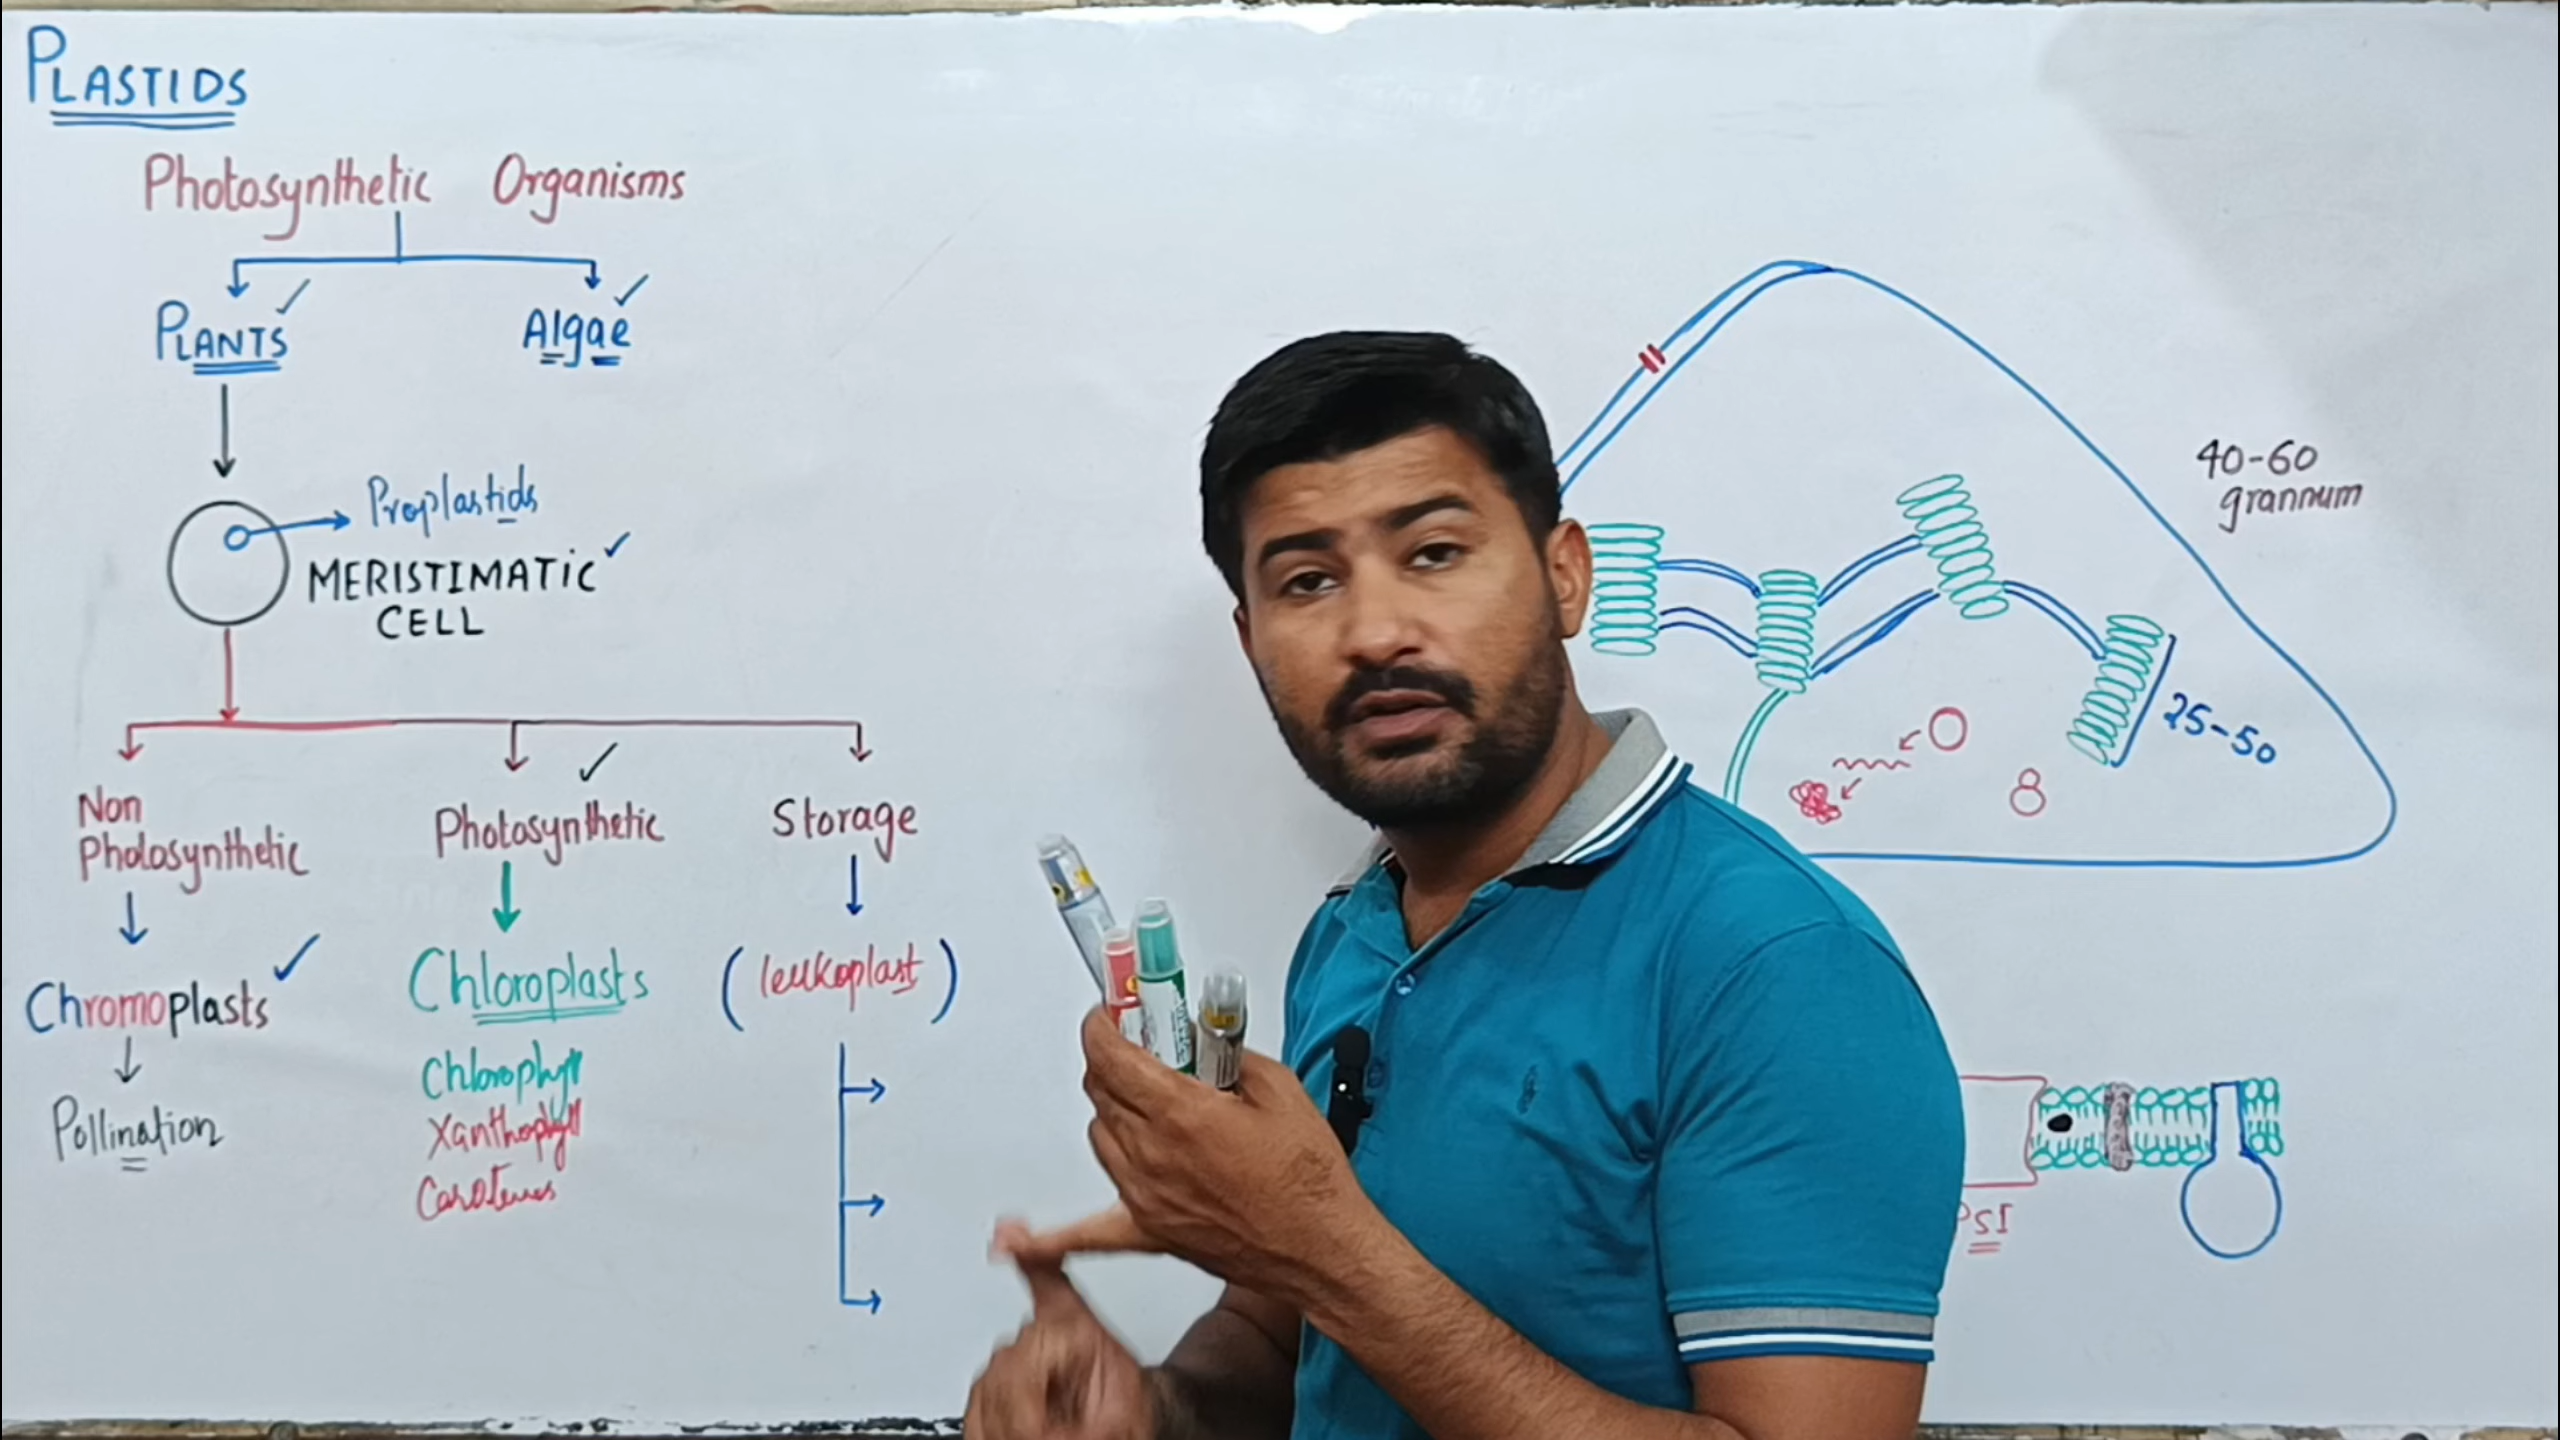 PLASTIDS
Photosynthetic Organisms
PLANTS
Algae
Proplastids
MERISTIMATIC
CELL
Non
Photosynthetic
Photosynthetic
Storage
Chromoplasts
Chloroplasts
(leukoplast)
Pollination
Chlorophyll
Xanthophyll
Carotenes
40-60
grannum
25-50
PSI